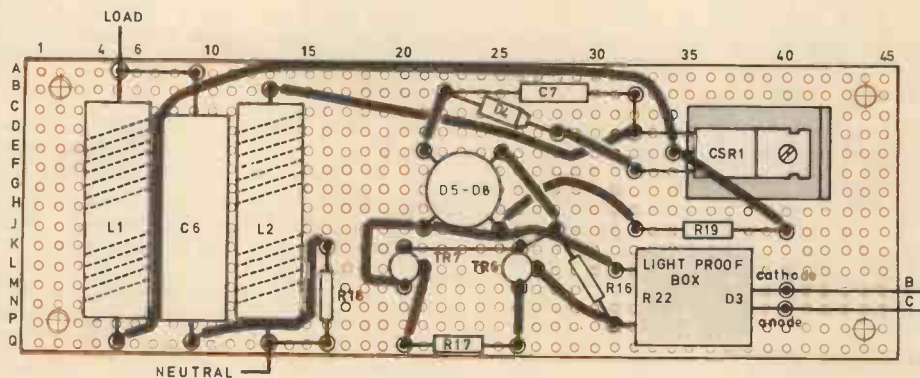 LOAD
1 4 6 10 15 20 25 30 35 40 45
A
B
C
D
E
F
G
H
J
K
L
M
N
P
Q
C7
D2
CSR1
D5-D8
L1
C6
L2
R19
TR7
TR6
R18
R16
R17
LIGHT PROOF
BOX
R22 D3
cathode
anode
B
C
NEUTRAL